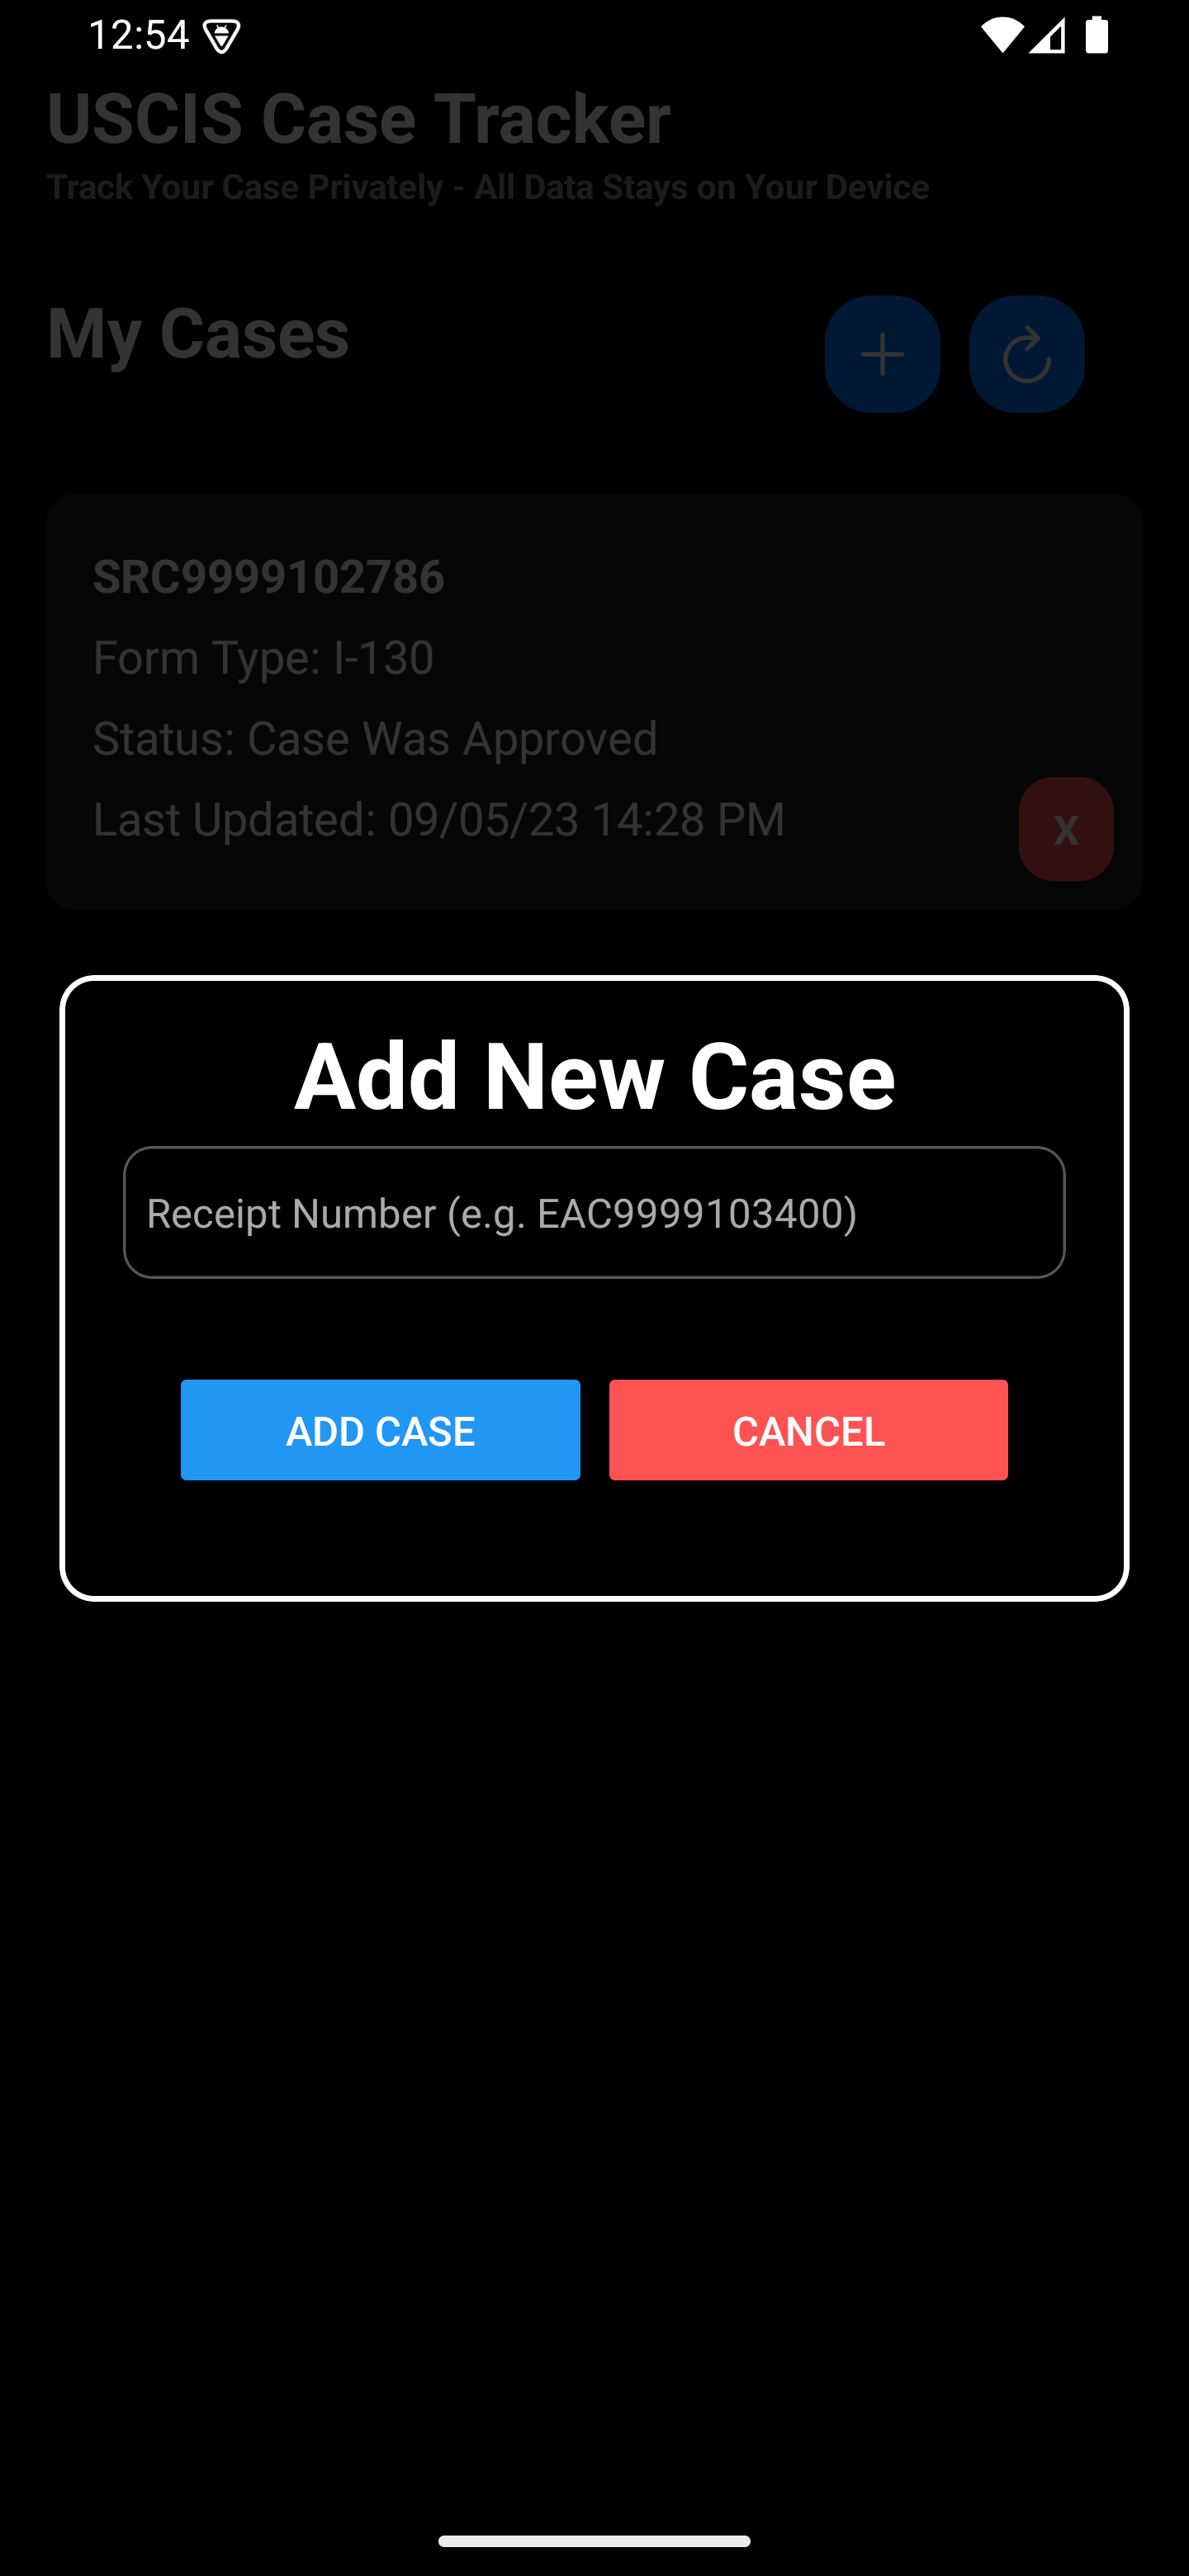 12:54
USCIS Case Tracker
Track Your Case Privately - All Data Stays on Your Device
My Cases
SRC9999102786
Form Type: I-130
Status: Case Was Approved
Last Updated: 09/05/23 14:28 PM
X
Add New Case
Receipt Number (e.g. EAC9999103400)
ADD CASE
CANCEL